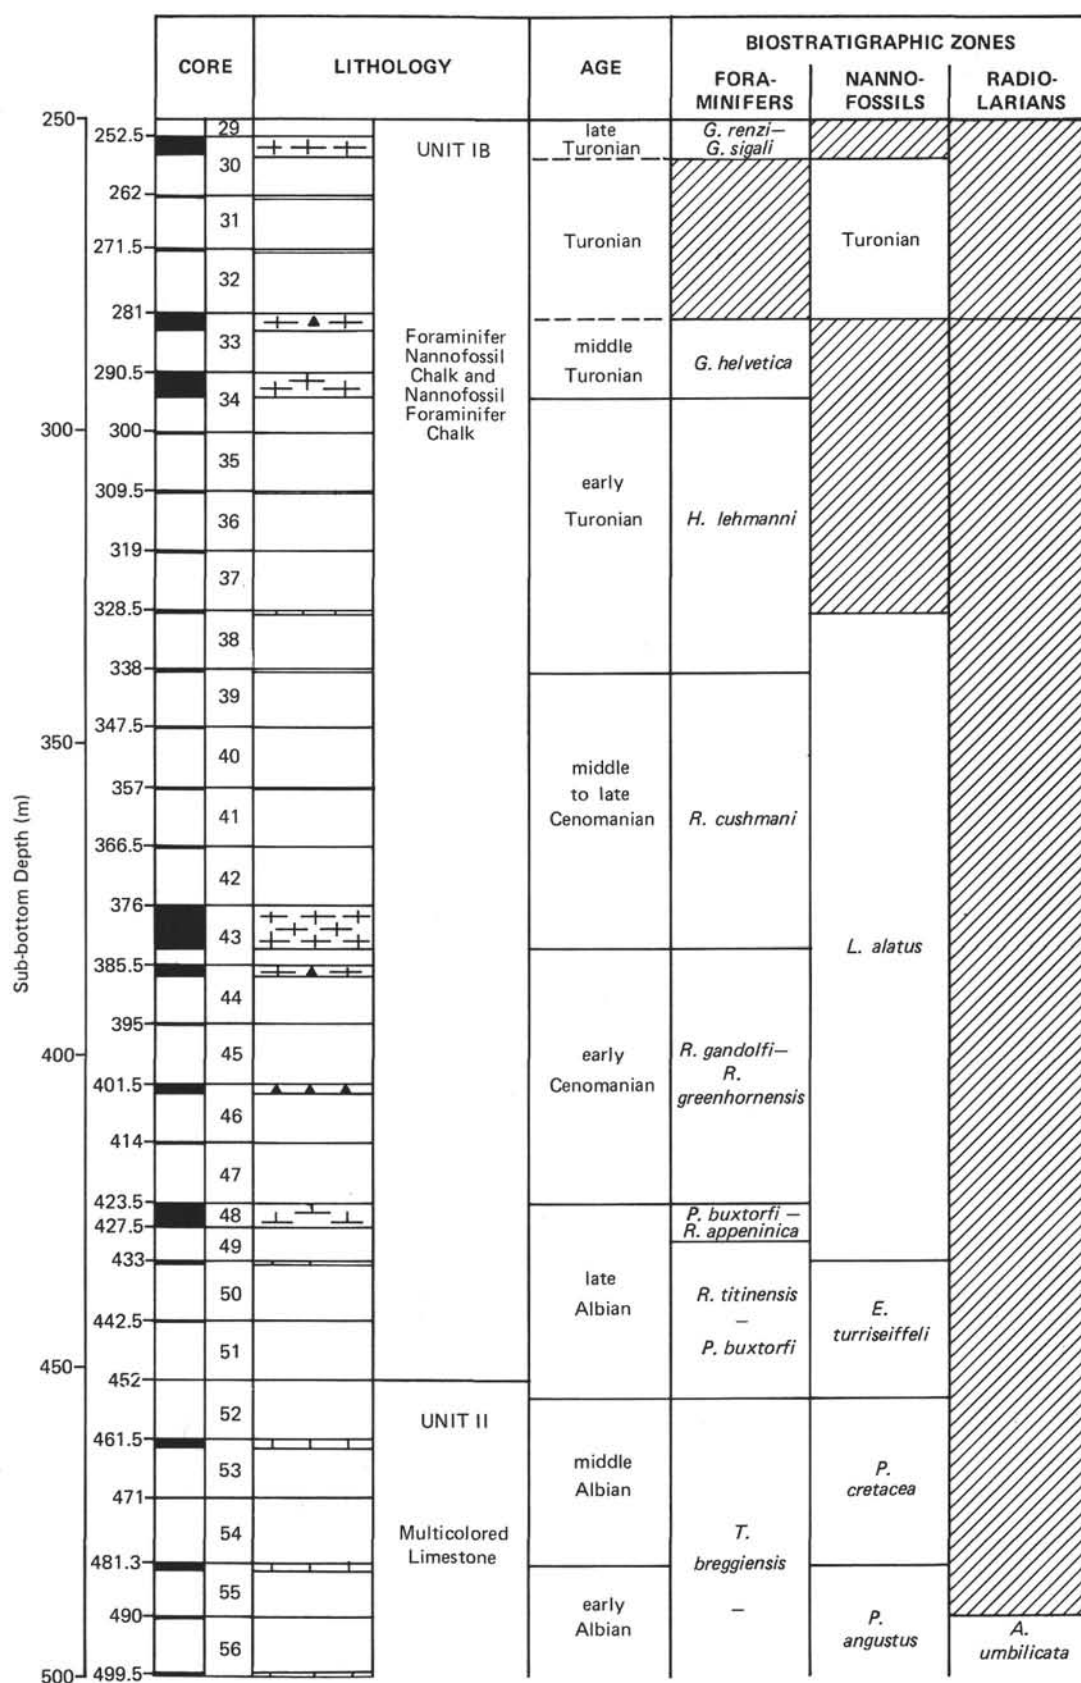 CORE
LITHOLOGY
AGE
BIOSTRATIGRAPHIC ZONES
FORA-
MINIFERS
NANNO-
FOSSILS
RADIO-
LARIANS
Sub-bottom Depth (m)
250
300
350
400
450
500
252.5
262
271.5
281
290.5
300
309.5
319
328.5
338
347.5
357
366.5
376
385.5
395
401.5
414
423.5
427.5
433
442.5
452
461.5
471
481.3
490
499.5
29
30
31
32
33
34
35
36
37
38
39
40
41
42
43
44
45
46
47
48
49
50
51
52
53
54
55
56
UNIT IB
Foraminifer
Nannofossil
Chalk and
Nannofossil
Foraminifer
Chalk
UNIT II
Multicolored
Limestone
late
Turonian
Turonian
middle
Turonian
early
Turonian
middle
to late
Cenomanian
early
Cenomanian
late
Albian
middle
Albian
early
Albian
G. renzi—
G. sigali
G. helvetica
H. lehmanni
R. cushmani
R. gandolfi—
R.
greenhornensis
P. buxtorfi —
R. appeninica
R. titinensis
—
P. buxtorfi
T.
breggiensis
—
Turonian
L. alatus
E.
turriseiffeli
P.
cretacea
P.
angustus
A.
umbilicata